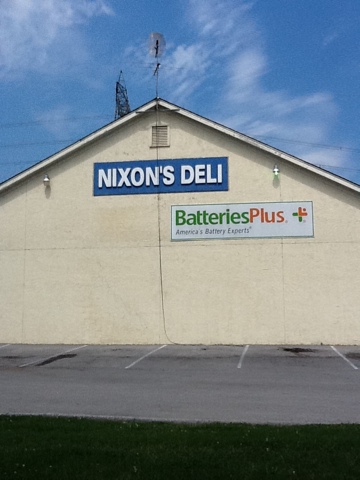 NIXON'S DELI
BatteriesPlus.
America's Battery Experts®